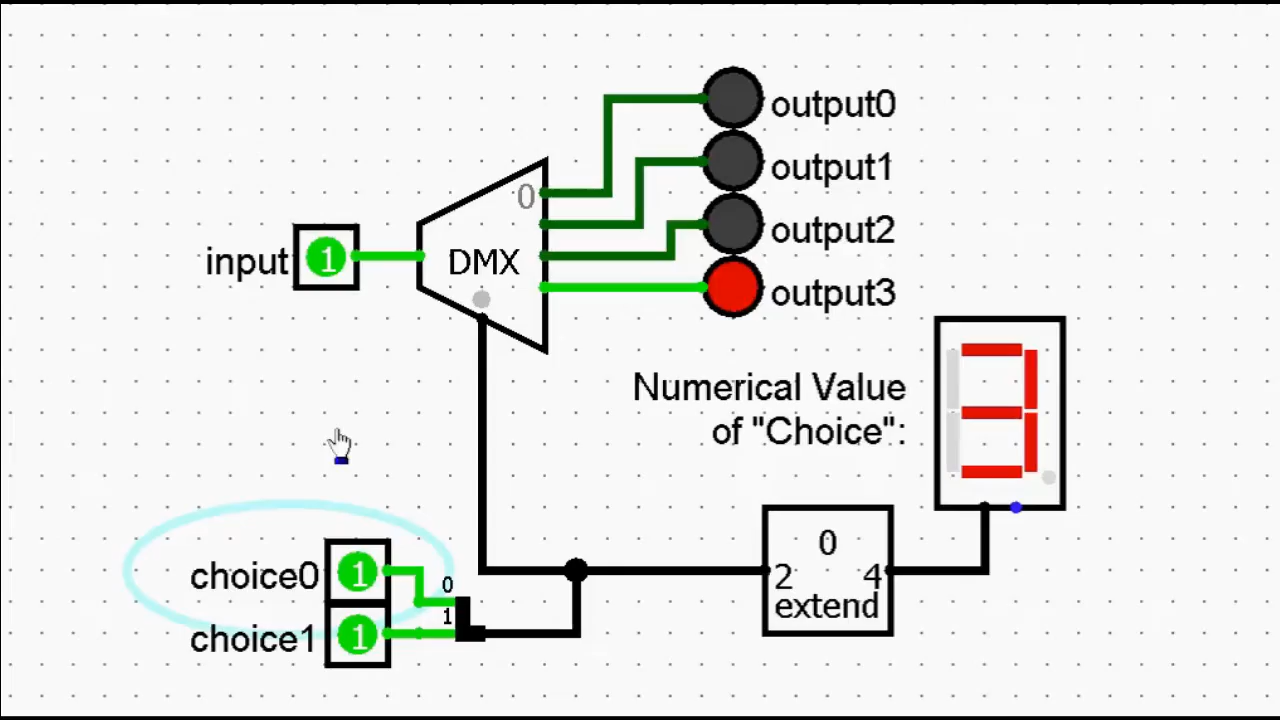 output0
0
output1
output2
input
1
DMX
output3
Numerical Value
of "Choice":
3
choice0
1
0
1
choice1
1
0
2
4
extend